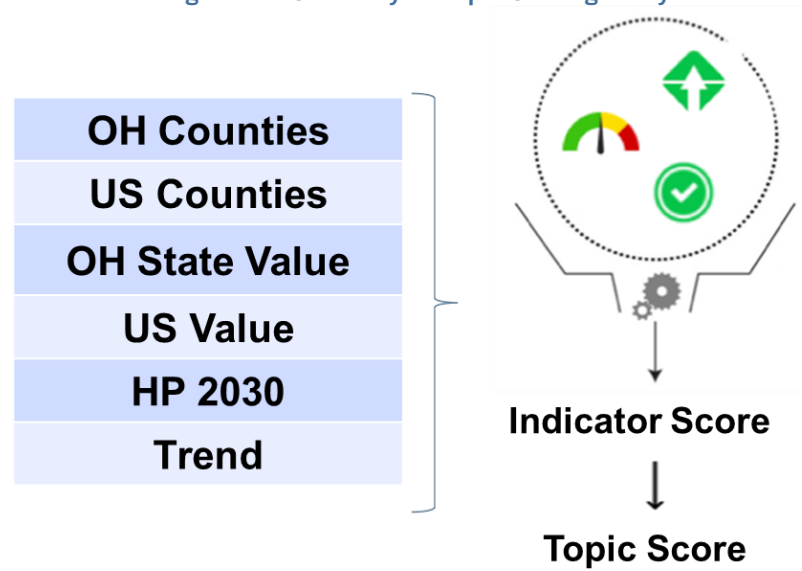 OH Counties
US Counties
OH State Value
US Value
HP 2030
Trend
Indicator Score
Topic Score